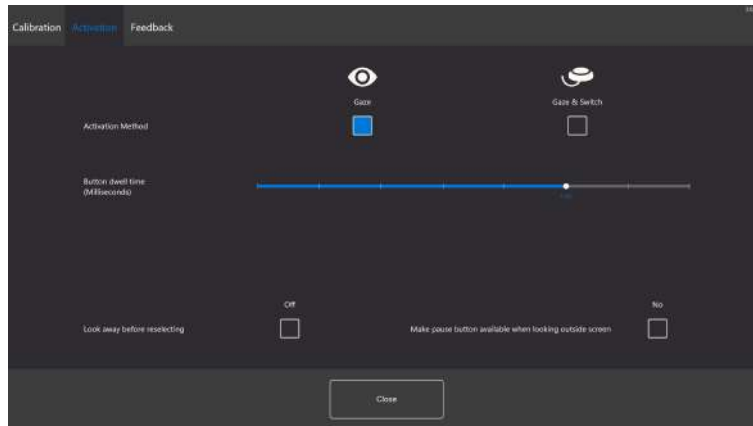 Calibration Activation Feedback
Gaze Gaze & Switch
Activation Method
Button dwell time
(Milliseconds)
Off No
Look away before reselecting Make pause button available when looking outside screen
Close